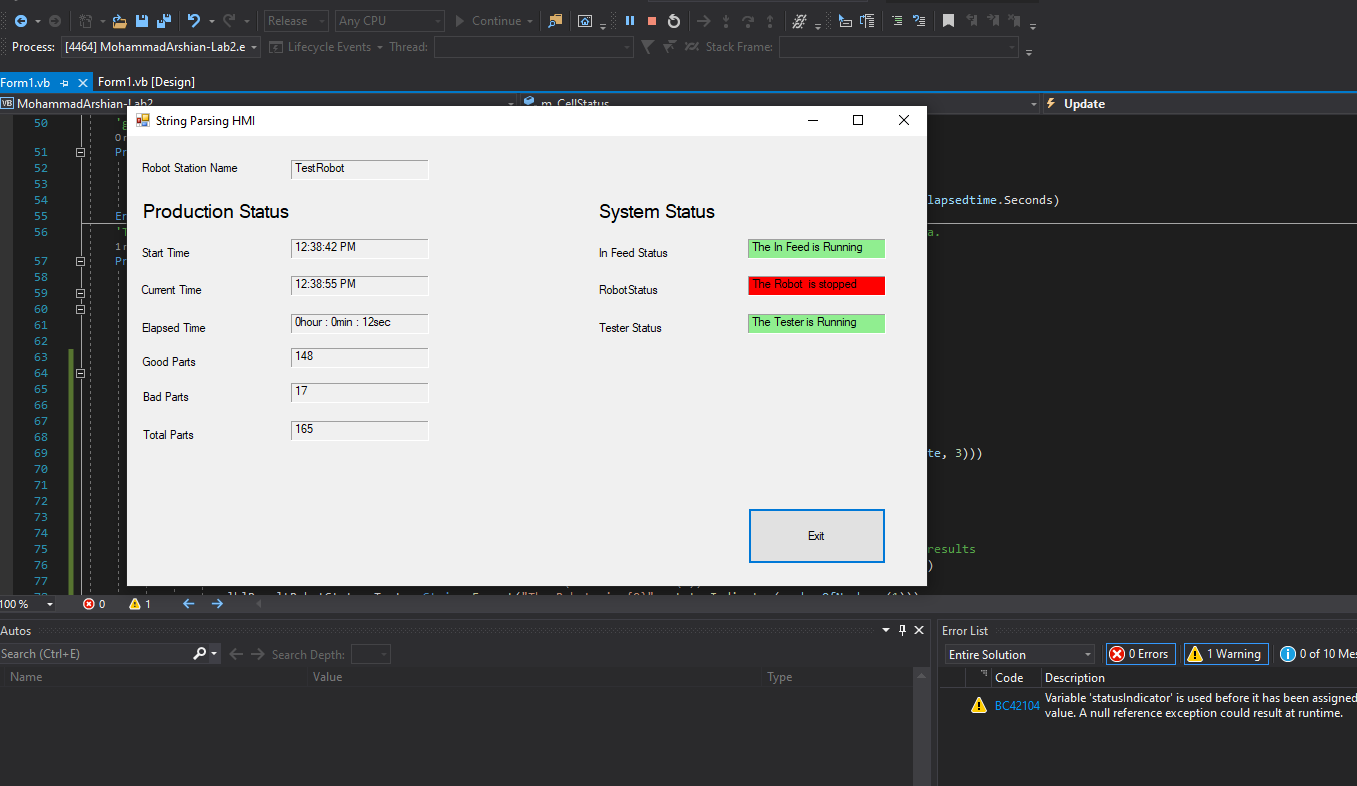 Release Any CPU Continue
Process: [4464] MohammadArshian-Lab2.e Lifecycle Events Thread: Stack Frame:
Form1.vb Form1.vb [Design]
VB MohammadArshian-Lab2 m_CellStatus Update
String Parsing HMI
Robot Station Name TestRobot
Production Status System Status
Start Time 12:38:42 PM In Feed Status The In Feed is Running
Current Time 12:38:55 PM RobotStatus The Robot is stopped
Elapsed Time 0hour : 0min : 12sec Tester Status The Tester is Running
Good Parts 148
Bad Parts 17
Total Parts 165
Exit
50
51 Pr
52
53
54 lapsedtime.Seconds)
55 En
56 'T a.
57 Pr
58
59
60
61
62
63
64
65
66
67
68
69 te, 3)))
70
71
72
73
74
75 results
76 )
77
100 % 0 1
Autos
Search (Ctrl+E) Search Depth:
Name Value Type
Error List
Entire Solution 0 Errors 1 Warning 0 of 10 Mes
Code Description
BC42104 Variable 'statusIndicator' is used before it has been assigned
value. A null reference exception could result at runtime.